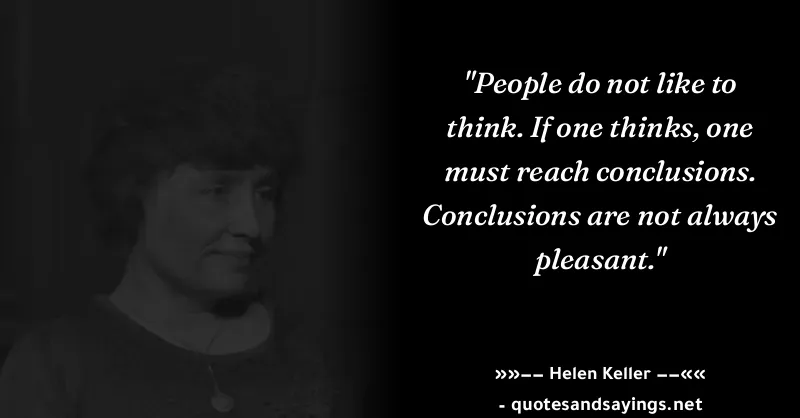 "People do not like to
think. If one thinks, one
must reach conclusions.
Conclusions are not always
pleasant."
»»–– Helen Keller ––««
- quotesandsayings.net